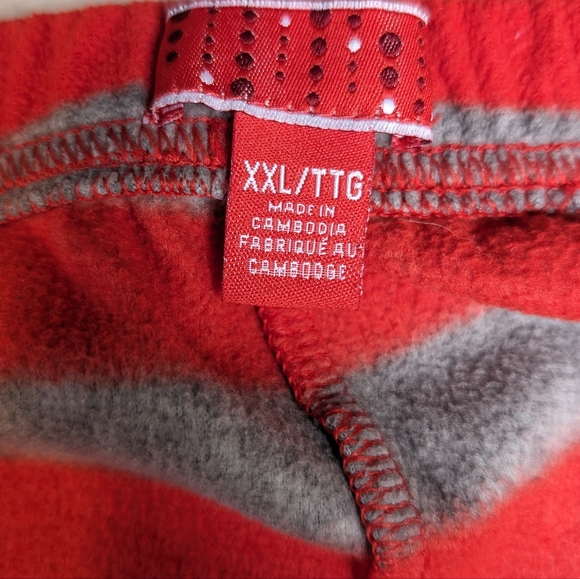 XXL/TTG
MADE IN
CAMBODIA
FABRIQUÉ AU
CAMBODGE